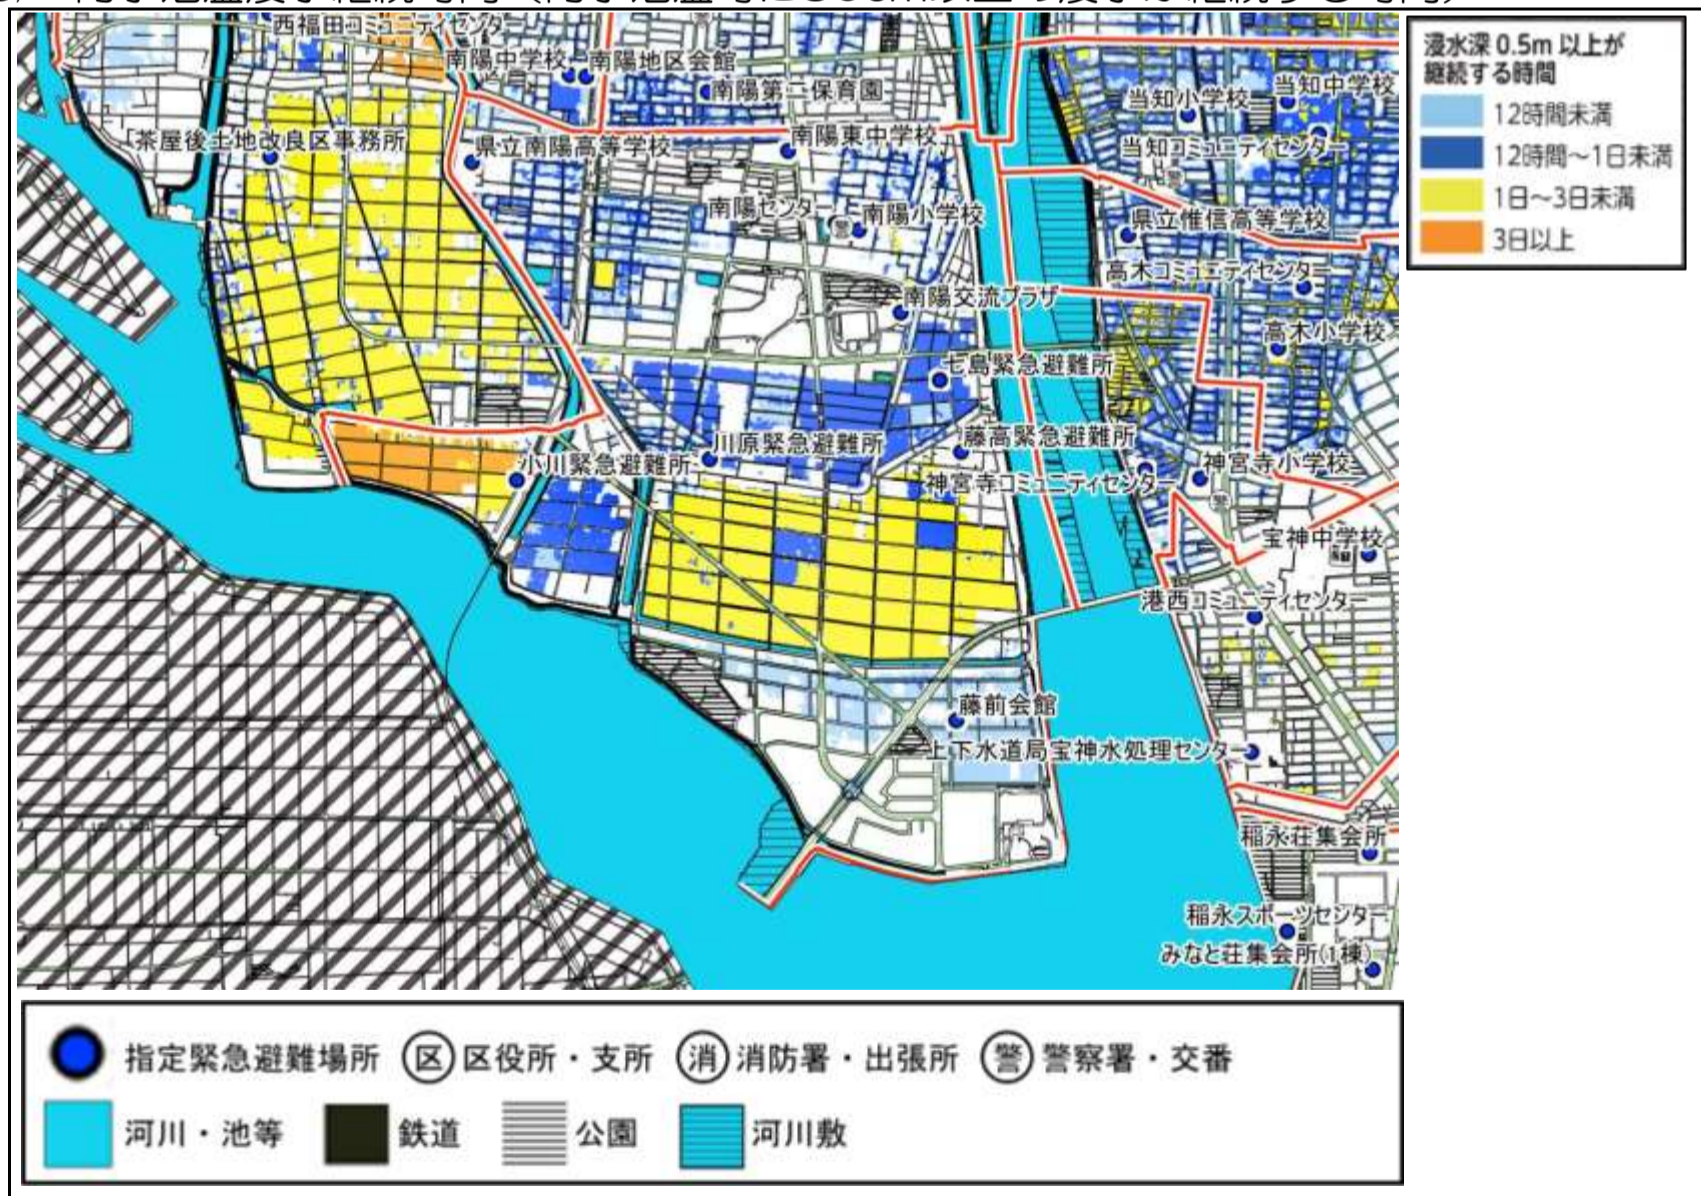 西福田コミュニティセンタ
南陽中学校
南陽地区会館
南陽第二保育園
当知小学校
当知中学校
茶屋後土地改良区事務所
県立南陽高等学校
南陽東中学校
当知コミュニティセンター
警
南陽センター
南陽小学校
警
県立惟信高等学校
高木コミュニティセンター
南陽交流プラザ
高木小学校
七島緊急避難所
川原緊急避難所
藤高緊急避難所
小川緊急避難所
神宮寺小学校
神宮寺コミュニティセンター
警
宝神中学校
港西コミュニティセンター
藤前会館
上下水道局宝神水処理センター
稲永荘集会所
稲永スポーツセンター
みなと荘集会所(1棟)
浸水深 0.5m 以上が
継続する時間
12時間未満
12時間～1日未満
1日～3日未満
3日以上
指定緊急避難場所 区 区役所・支所 消 消防署・出張所 警 警察署・交番
河川・池等 鉄道 公園 河川敷